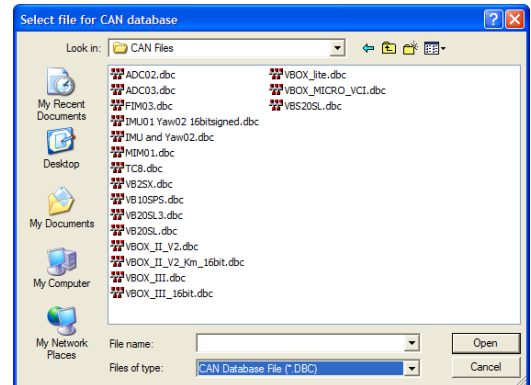 Select file for CAN database
Look in:
CAN Files
My Recent
Documents
Desktop
My Documents
My Computer
My Network
Places
ADC02.dbc
ADC03.dbc
FIM03.dbc
IMU01 Yaw02 16bitsigned.dbc
IMU and Yaw02.dbc
MIM01.dbc
TC8.dbc
VB2SX.dbc
VB10SPS.dbc
VB20SL3.dbc
VB20SL.dbc
VBOX_II_V2.dbc
VBOX_II_V2_Km_16bit.dbc
VBOX_III.dbc
VBOX_III_16bit.dbc
VBOX_lite.dbc
VBOX_MICRO_VCI.dbc
VBS20SL.dbc
File name:
Open
Files of type:
CAN Database File (*.DBC)
Cancel